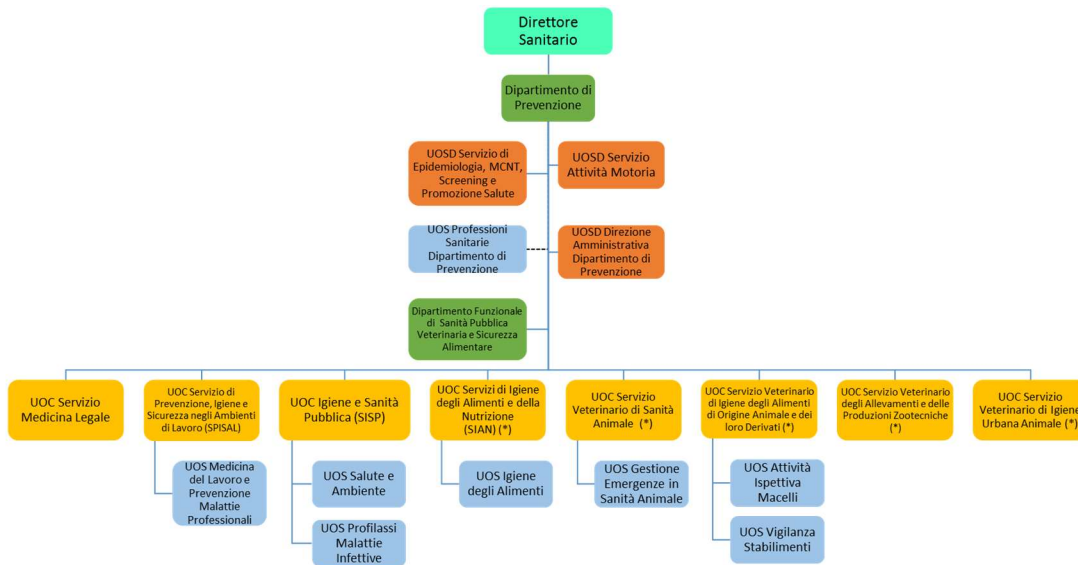 Direttore
Sanitario
Dipartimento di
Prevenzione
UOSD Servizio di
Epidemiologia, MCNT,
Screening e
Promozione Salute
UOSD Servizio
Attività Motoria
UOS Professioni
Sanitarie
Dipartimento di
Prevenzione
UOSD Direzione
Amministrativa
Dipartimento di
Prevenzione
Dipartimento Funzionale
di Sanità Pubblica
Veterinaria e Sicurezza
Alimentare
UOC Servizio
Medicina Legale
UOC Servizio di
Prevenzione, Igiene e
Sicurezza negli Ambienti
di Lavoro (SPISAL)
UOC Igiene e Sanità
Pubblica (SISP)
UOC Servizi di Igiene
degli Alimenti e della
Nutrizione
(SIAN) (*)
UOC Servizio
Veterinario di Sanità
Animale (*)
UOC Servizio Veterinario
di Igiene degli Alimenti
di Origine Animale e dei
loro Derivati (*)
UOC Servizio Veterinario
degli Allevamenti e delle
Produzioni Zootecniche
(*)
UOC Servizio
Veterinario di Igiene
Urbana Animale (*)
UOS Medicina
del Lavoro e
Prevenzione
Malattie
Professionali
UOS Salute e
Ambiente
UOS Igiene
degli Alimenti
UOS Gestione
Emergenze in
Sanità Animale
UOS Attività
Ispettiva
Macelli
UOS Profilassi
Malattie
Infettive
UOS Vigilanza
Stabilimenti